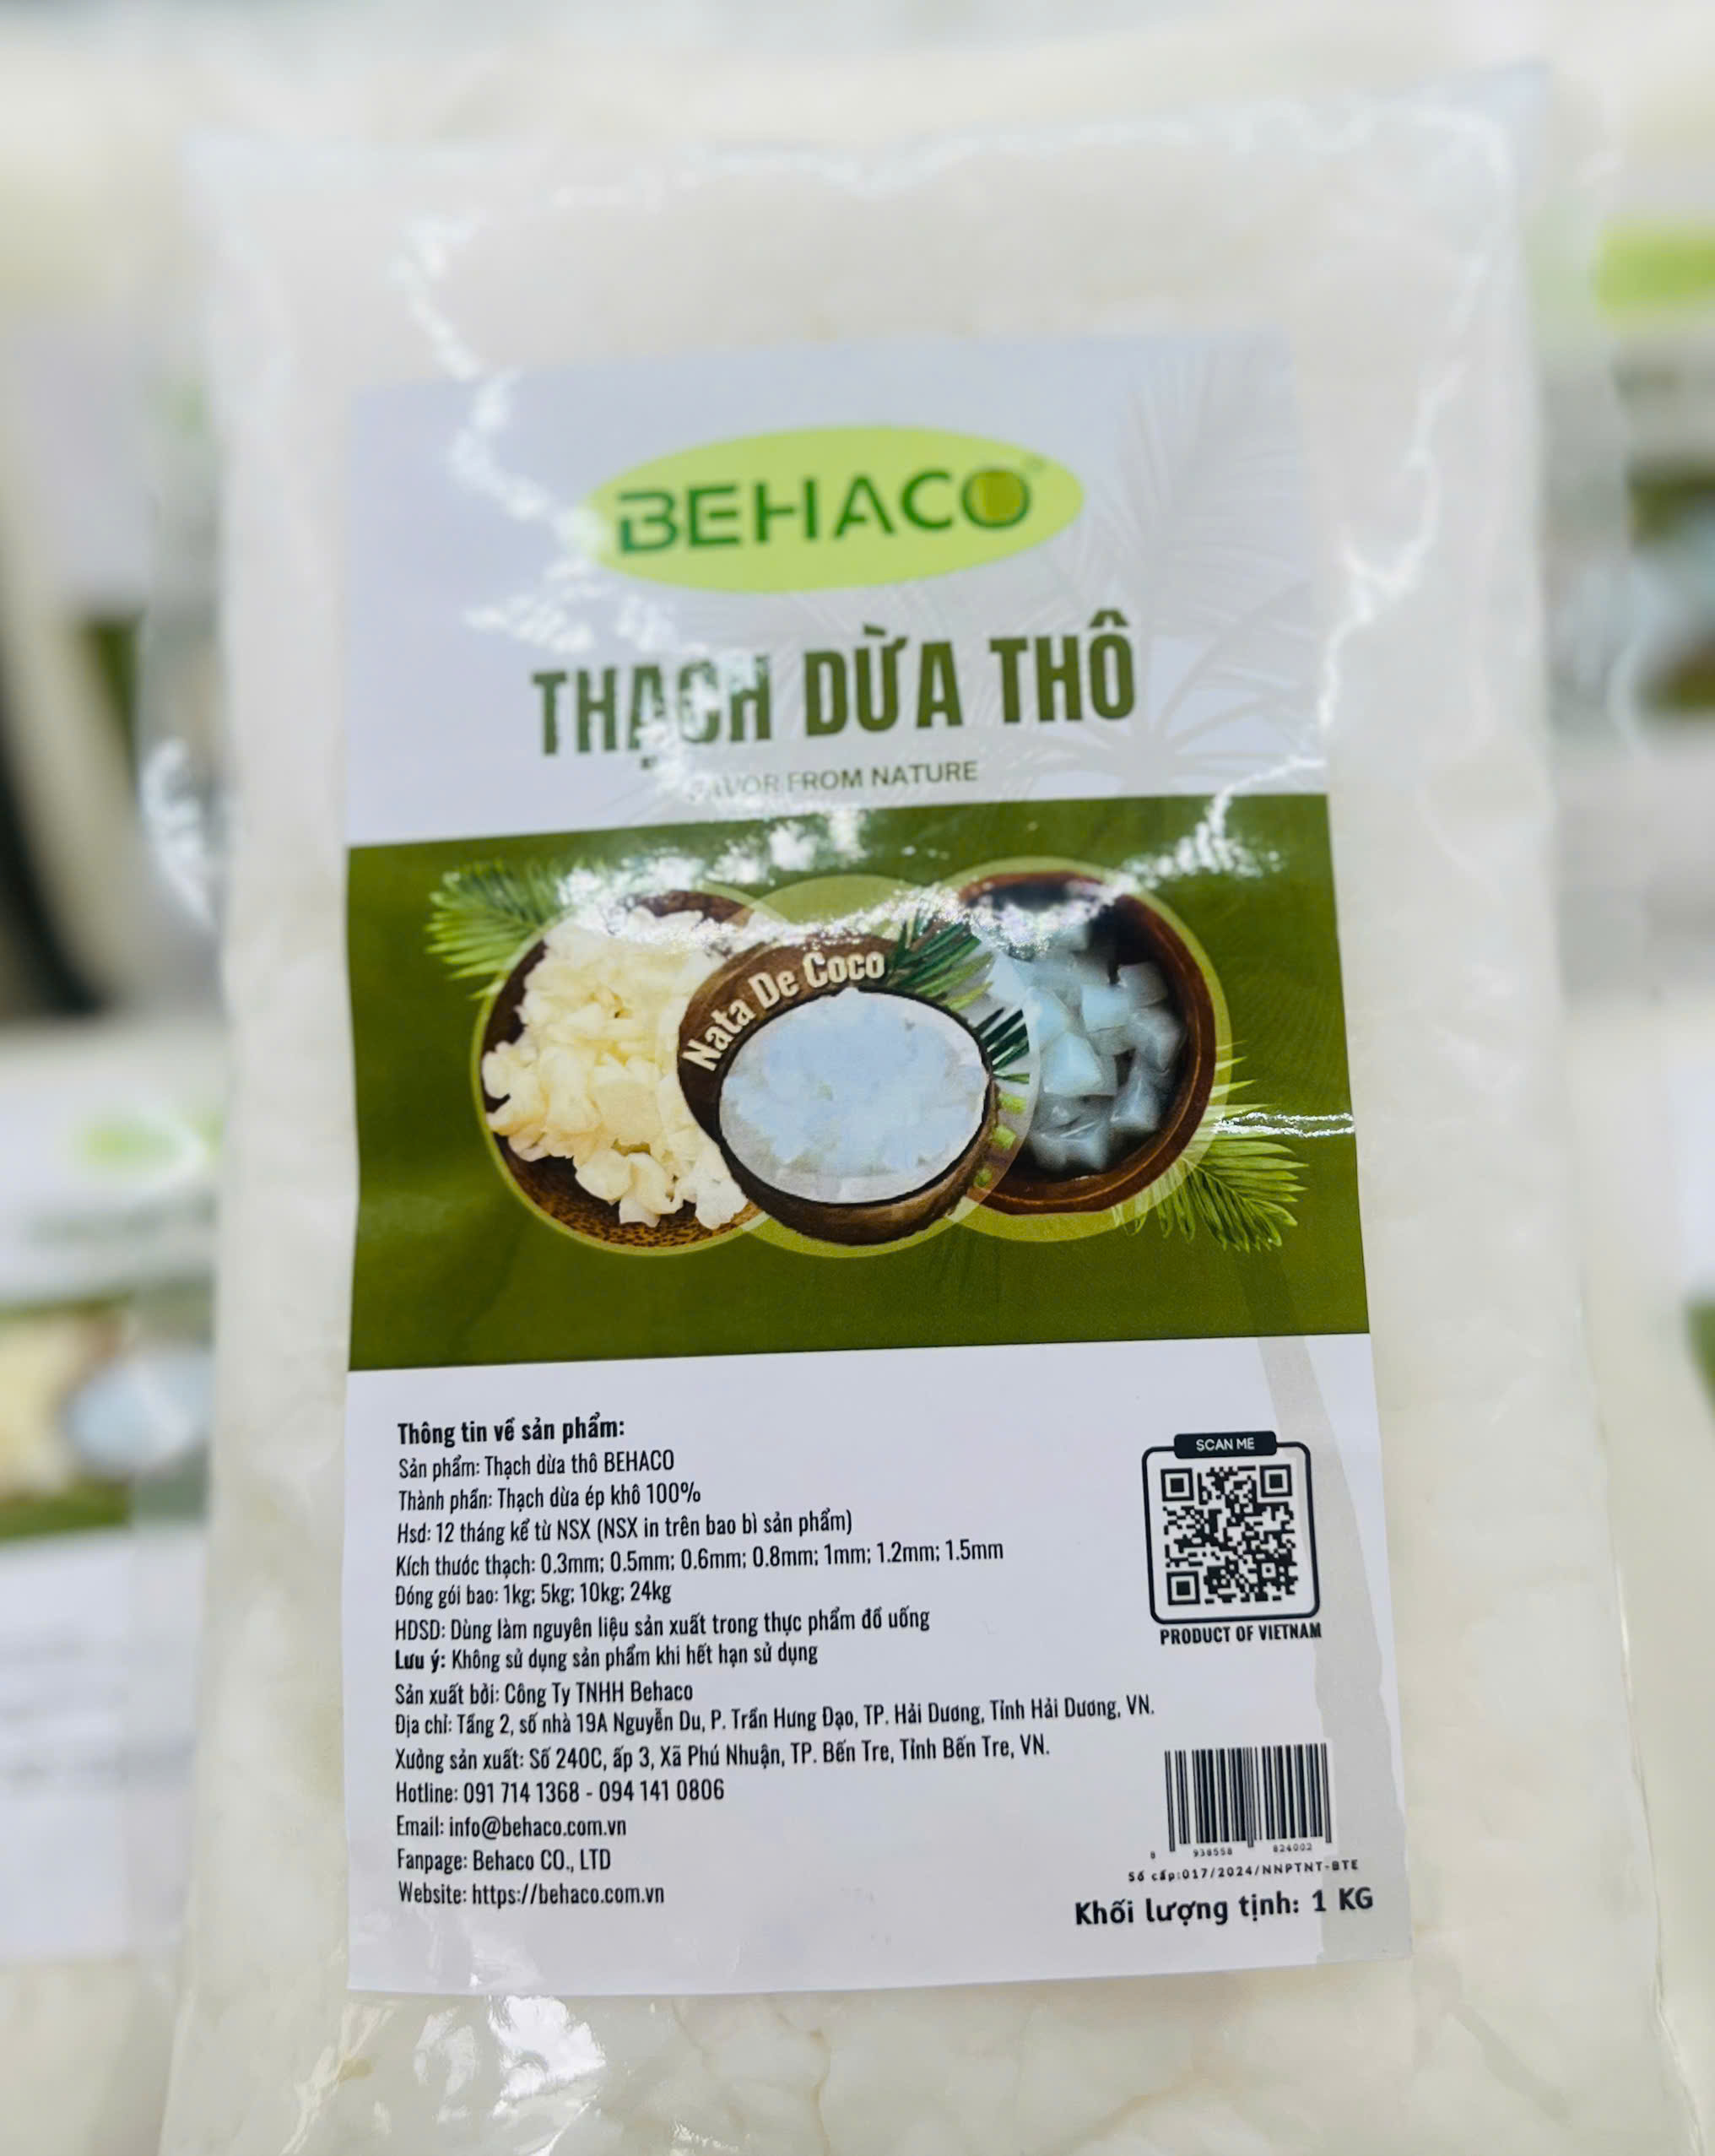 BEHACO
THẠCH DỪA THÔ
FROM NATURE
Nata De Coco
Thông tin về sản phẩm:
Sản phẩm: Thạch dừa thô BEHACO
Thành phần: Thạch dừa ép khô 100%
Hsd: 12 tháng kể từ NSX (NSX in trên bao bì sản phẩm)
Kích thước thạch: 0.3mm; 0.5mm; 0.6mm; 0.8mm; 1mm; 1.2mm; 1.5mm
Đóng gói bao: 1kg; 5kg; 10kg; 24kg
HDSD: Dùng làm nguyên liệu sản xuất trong thực phẩm đồ uống
Lưu ý: Không sử dụng sản phẩm khi hết hạn sử dụng
Sản xuất bởi: Công Ty TNHH Behaco
Địa chỉ: Tầng 2, số nhà 19A Nguyễn Du, P. Trần Hưng Đạo, TP. Hải Dương, Tỉnh Hải Dương, VN.
Xưởng sản xuất: Số 240C, ấp 3, Xã Phú Nhuận, TP. Bến Tre, Tỉnh Bến Tre, VN.
Hotline: 091 714 1368 - 094 141 0806
Email: info@behaco.com.vn
Fanpage: Behaco CO., LTD
Website: https://behaco.com.vn
SCAN ME
PRODUCT OF VIETNAM
8 938558 824002
Số cấp:017/2024/NNPTNT-BTE
Khối lượng tịnh: 1 KG